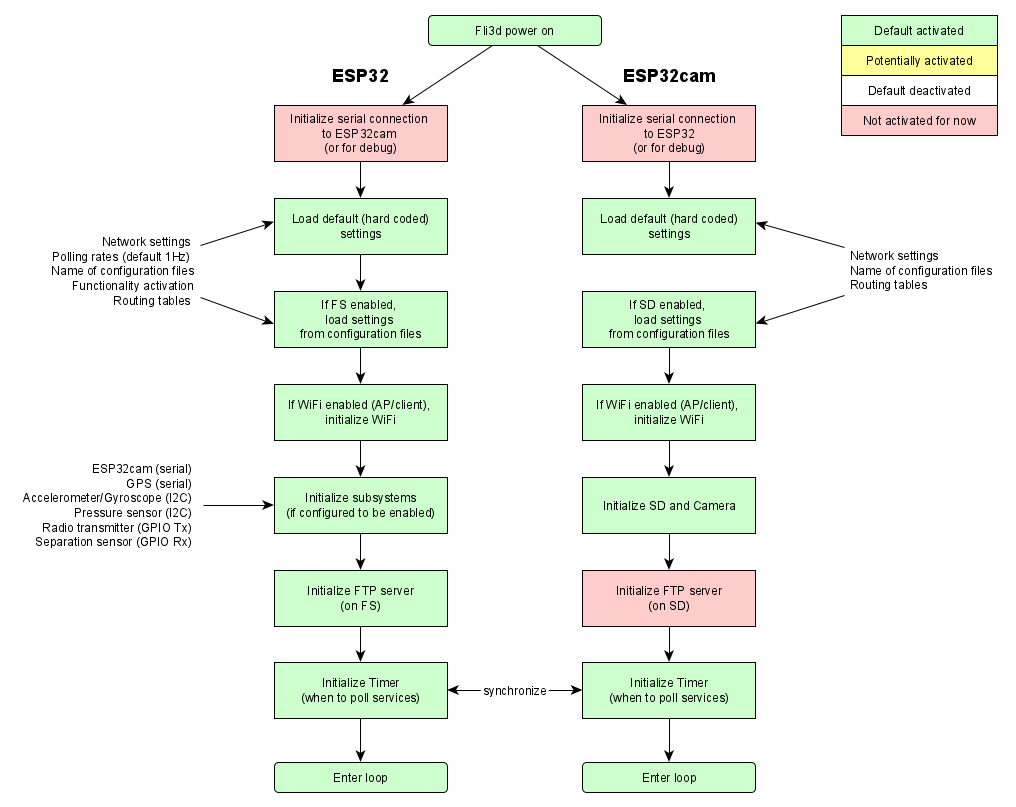 Fli3d power on
Default activated
Potentially activated
Default deactivated
Not activated for now
ESP32
ESP32cam
Initialize serial connection
to ESP32cam
(or for debug)
Initialize serial connection
to ESP32
(or for debug)
Load default (hard coded)
settings
Load default (hard coded)
settings
Network settings
Polling rates (default 1Hz)
Name of configuration files
Functionality activation
Routing tables
Network settings
Name of configuration files
Routing tables
If FS enabled,
load settings
from configuration files
If SD enabled,
load settings
from configuration files
If WiFi enabled (AP/client),
initialize WiFi
If WiFi enabled (AP/client),
initialize WiFi
ESP32cam (serial)
GPS (serial)
Accelerometer/Gyroscope (I2C)
Pressure sensor (I2C)
Radio transmitter (GPIO Tx)
Separation sensor (GPIO Rx)
Initialize subsystems
(if configured to be enabled)
Initialize SD and Camera
Initialize FTP server
(on FS)
Initialize FTP server
(on SD)
Initialize Timer
(when to poll services)
synchronize
Initialize Timer
(when to poll services)
Enter loop
Enter loop